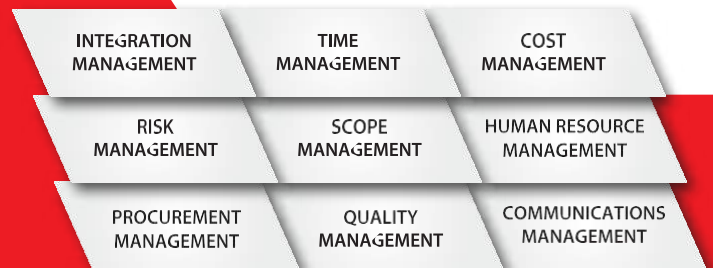 INTEGRATION
MANAGEMENT
TIME
MANAGEMENT
COST
MANAGEMENT
RISK
MANAGEMENT
SCOPE
MANAGEMENT
HUMAN RESOURCE
MANAGEMENT
PROCUREMENT
MANAGEMENT
QUALITY
MANAGEMENT
COMMUNICATIONS
MANAGEMENT